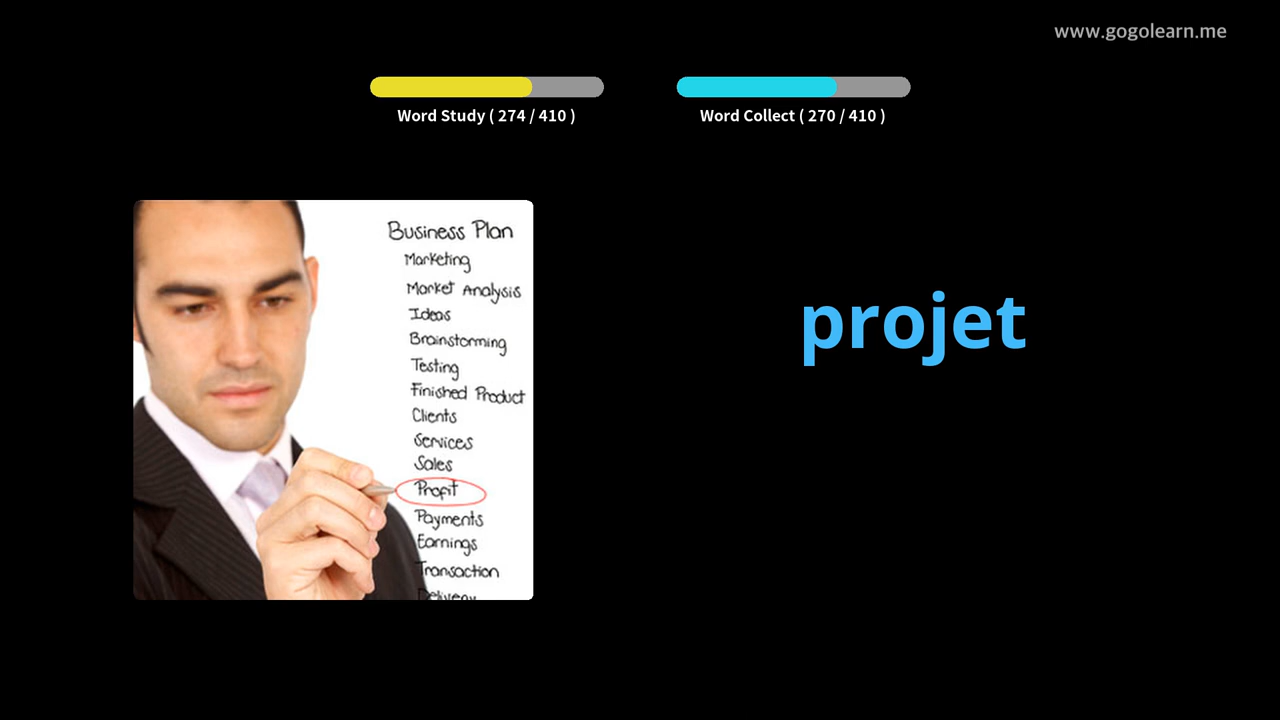 www.gogolearn.me
Word Study ( 274 / 410 )
Word Collect ( 270 / 410 )
Business Plan
Marketing
Market Analysis
Ideas
Brainstorming
Testing
Finished Product
Clients
Services
Sales
Profit
Payments
Earnings
Transaction
Delivery
projet